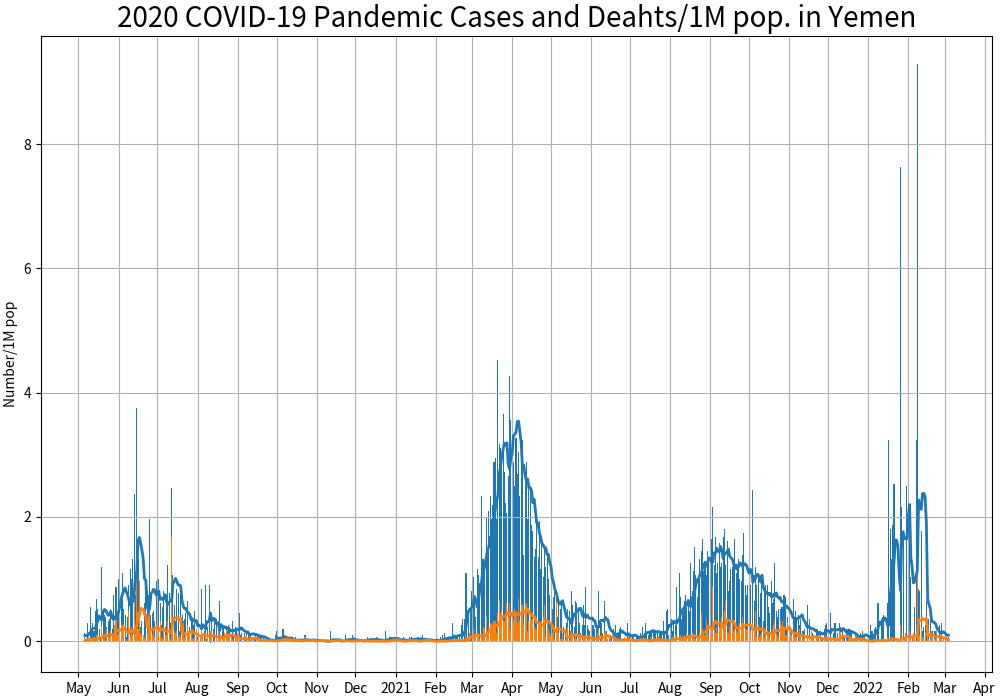 2020 COVID-19 Pandemic Cases and Deahts/1M pop. in Yemen
Number/1M pop
8
6
4
2
0
May Jun Jul Aug Sep Oct Nov Dec 2021 Feb Mar Apr May Jun Jul Aug Sep Oct Nov Dec 2022 Feb Mar Apr